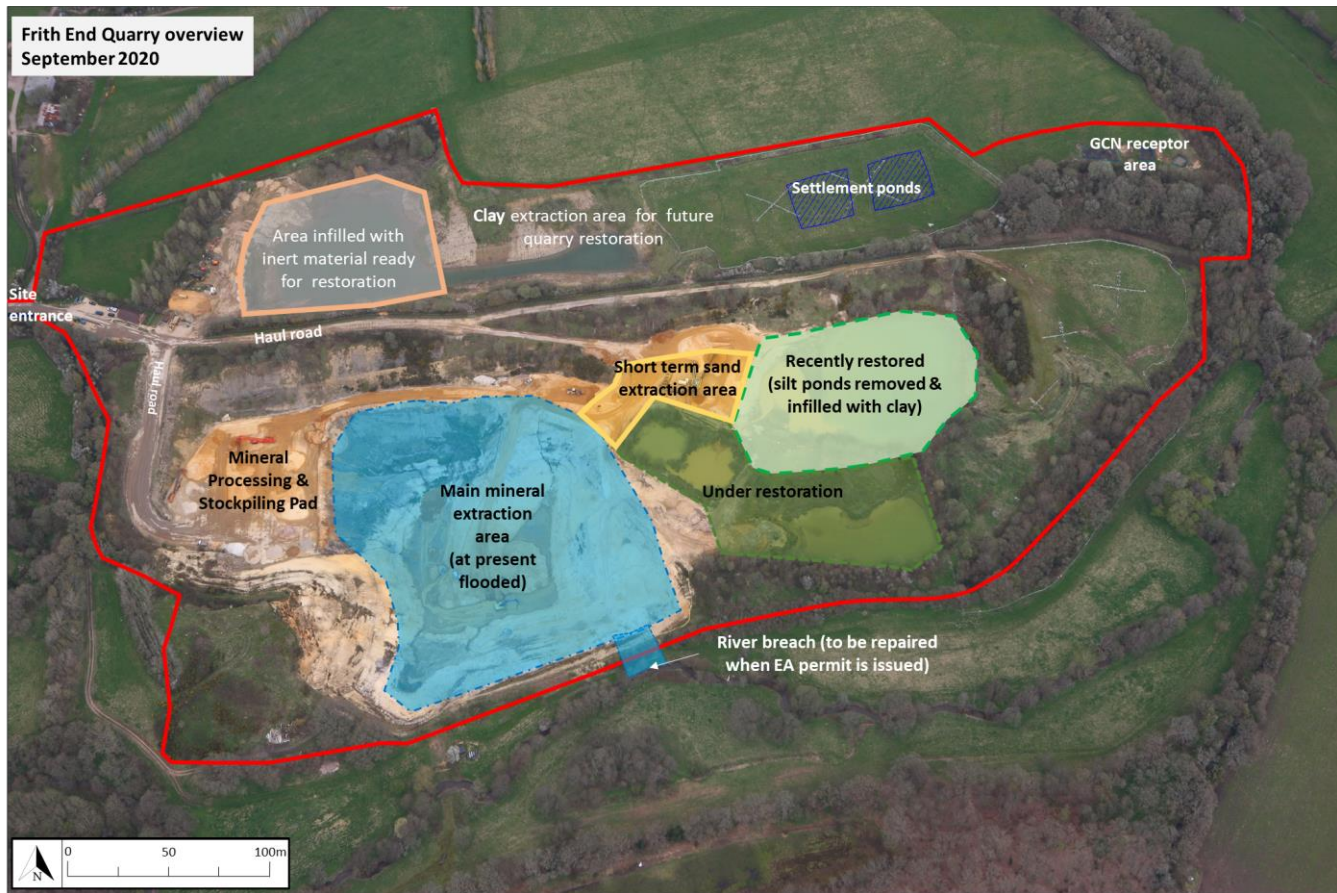 Frith End Quarry overview
September 2020
GCN receptor
area
Settlement ponds
Clay extraction area for future
quarry restoration
Area infilled with
inert material ready
for restoration
Site
entrance
Haul road
Haul road
Short term sand
extraction area
Recently restored
(silt ponds removed &
infilled with clay)
Mineral
Processing &
Stockpiling Pad
Under restoration
Main mineral
extraction
area
(at present
flooded)
River breach (to be repaired
when EA permit is issued)
N
0
50
100m